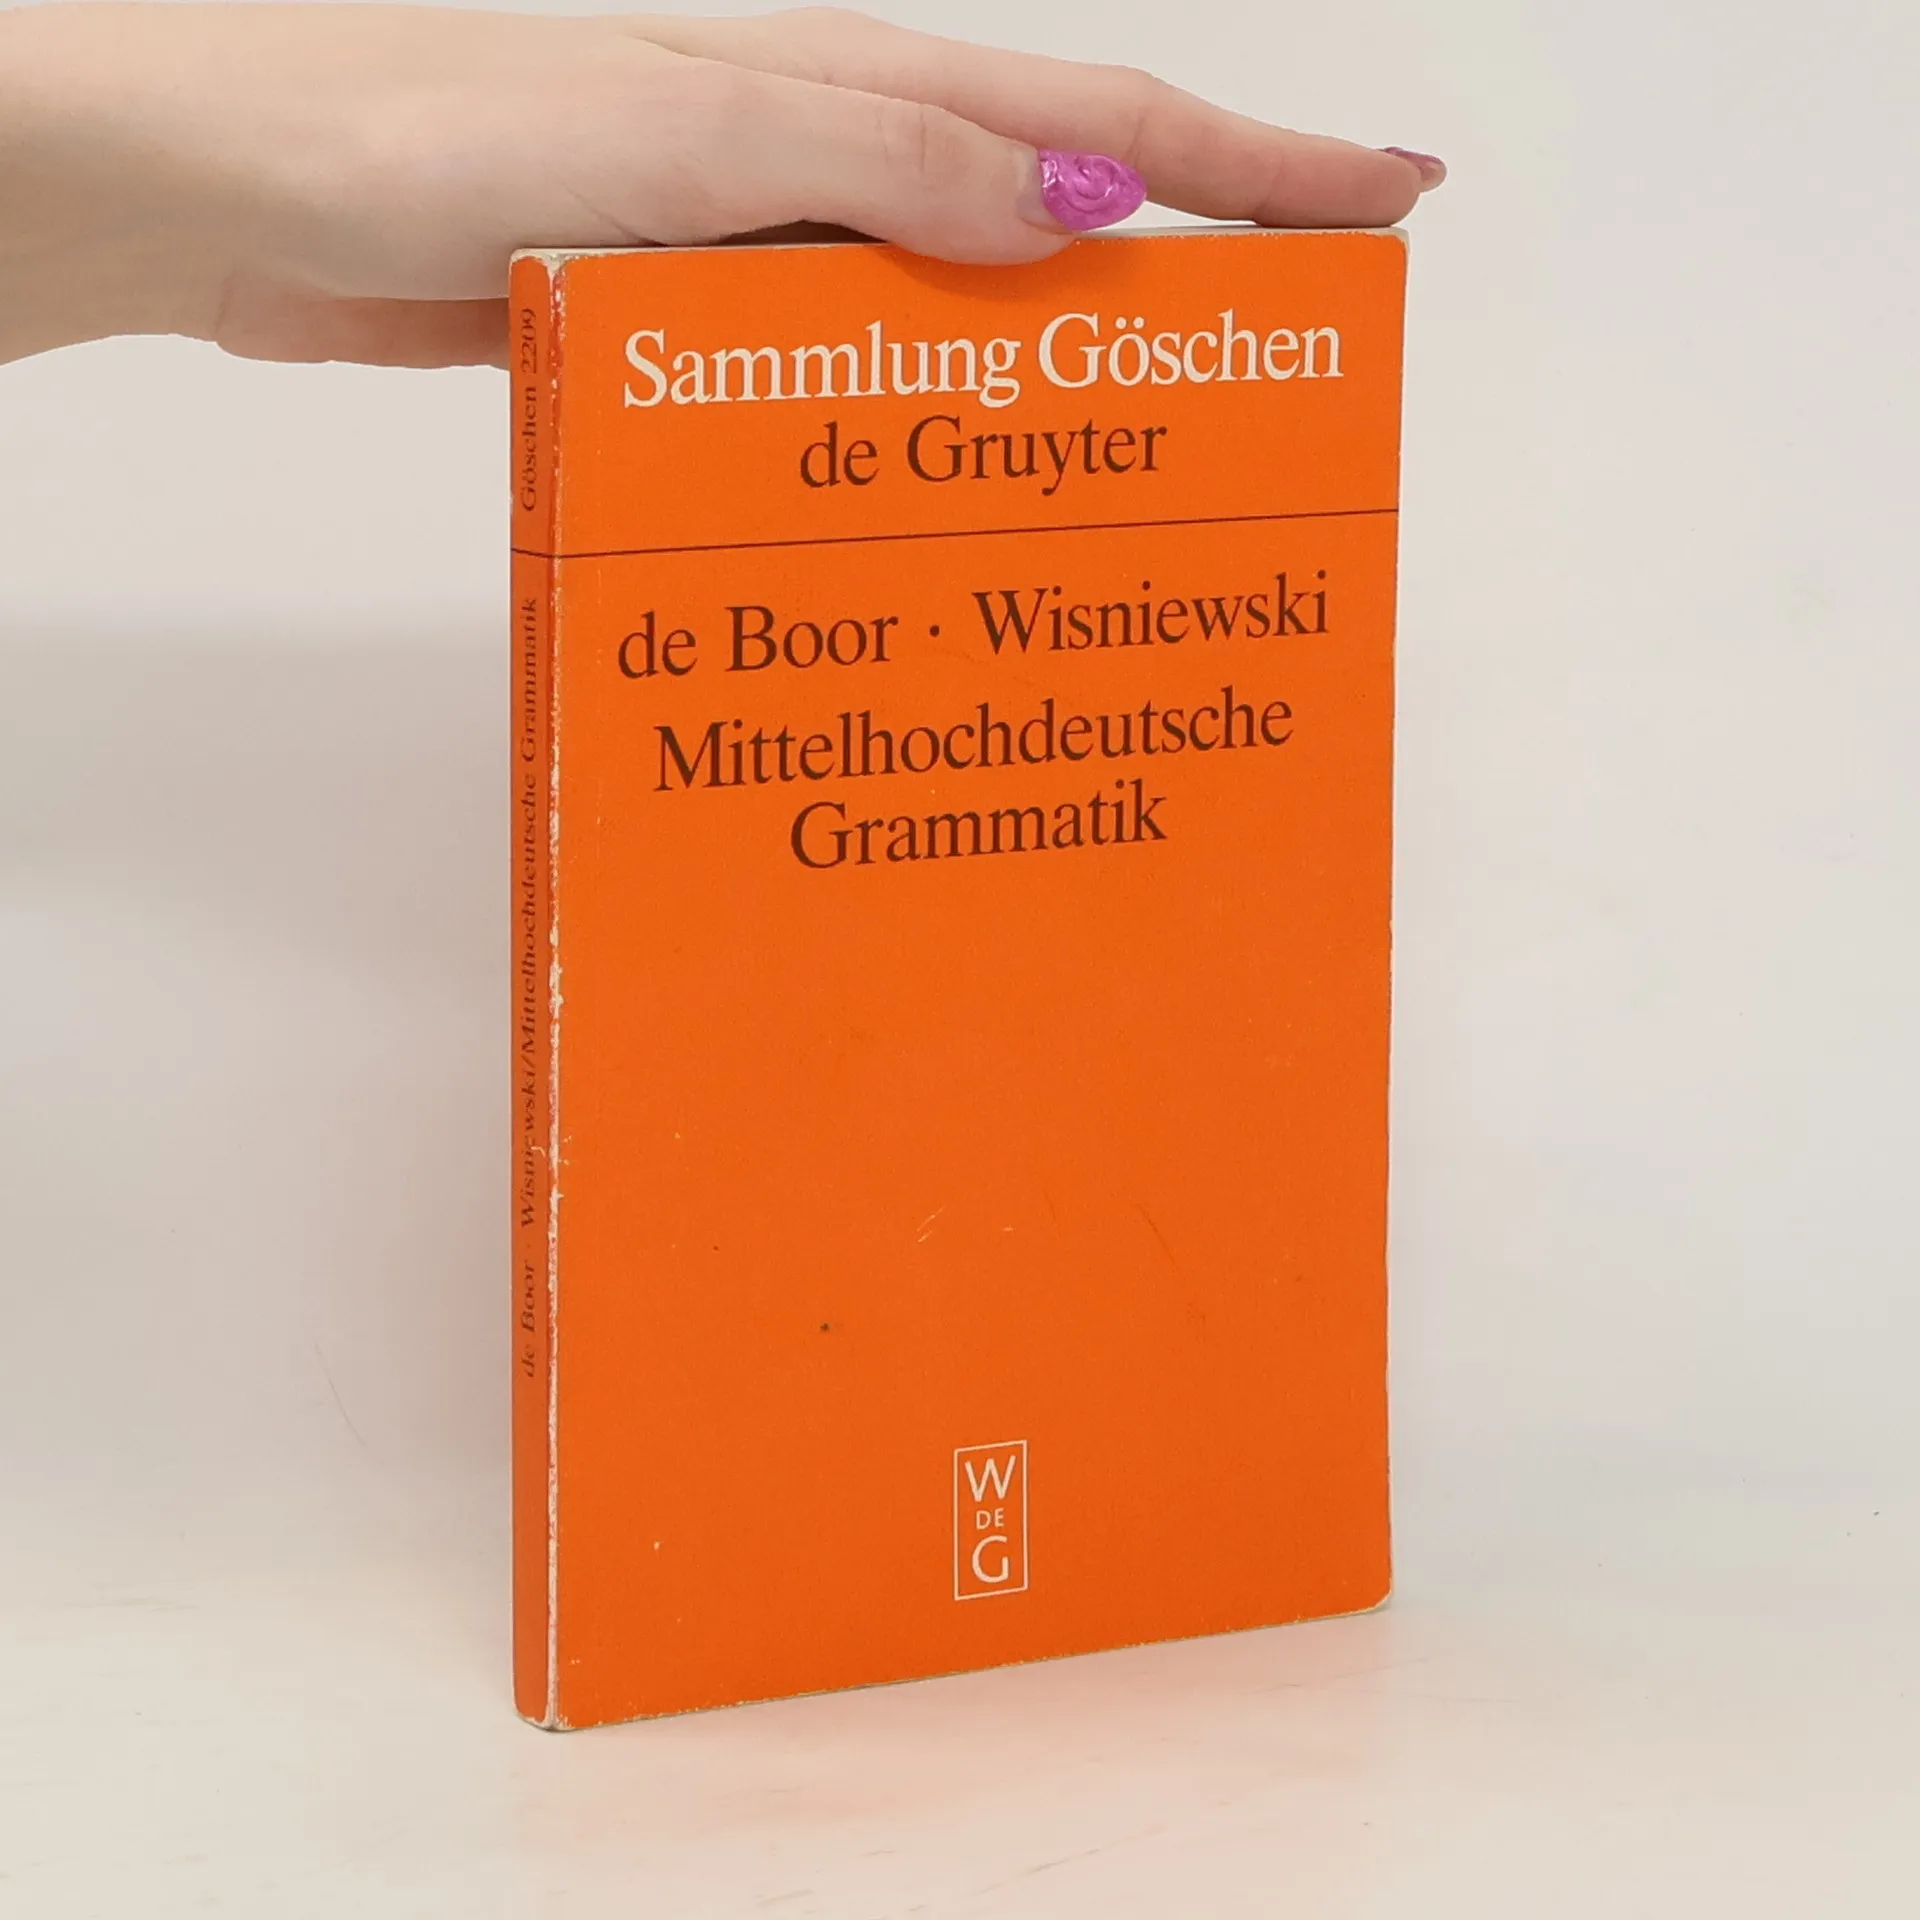 Sammlung Göschen
de Gruyter
de Boor · Wisniewski
Mittelhochdeutsche
Grammatik
W
DE
G
de Boor · Wisniewski/Mittelhochdeutsche Grammatik
Göschen 2209